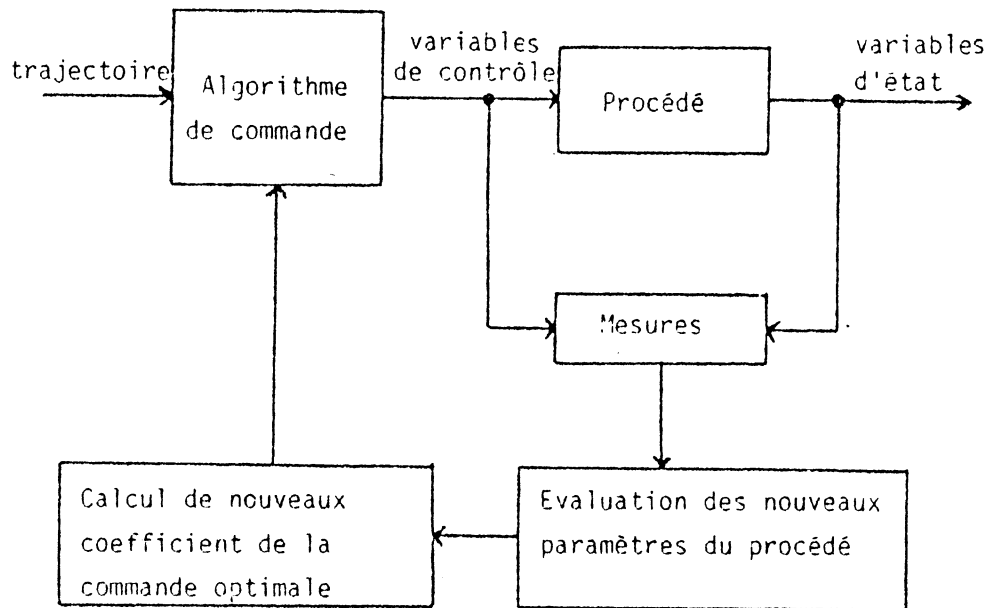 trajectoire
Algorithme
de commande
variables
de contrôle
Procédé
variables
d'état
Mesures
Calcul de nouveaux
coefficient de la
commande optimale
Evaluation des nouveaux
paramètres du procédé